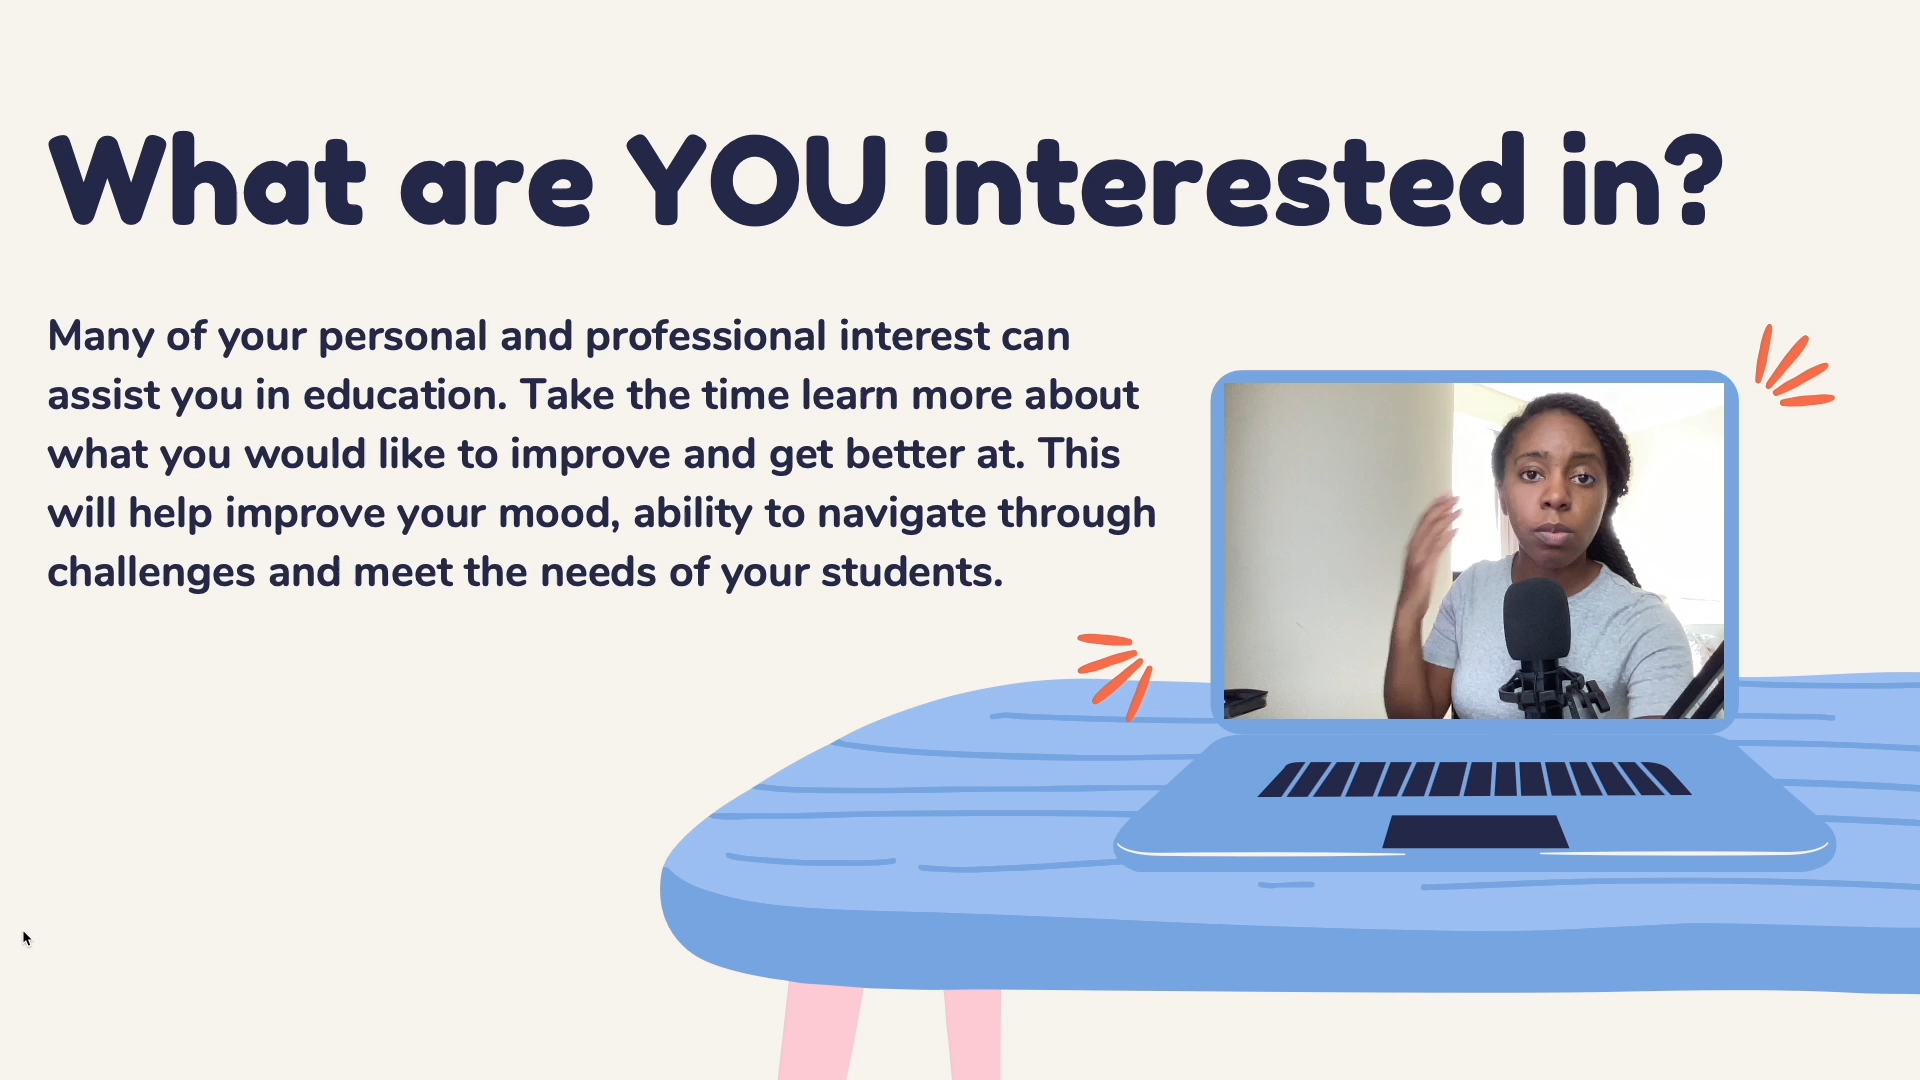 What are YOU interested in?
Many of your personal and professional interest can
assist you in education. Take the time learn more about
what you would like to improve and get better at. This
will help improve your mood, ability to navigate through
challenges and meet the needs of your students.